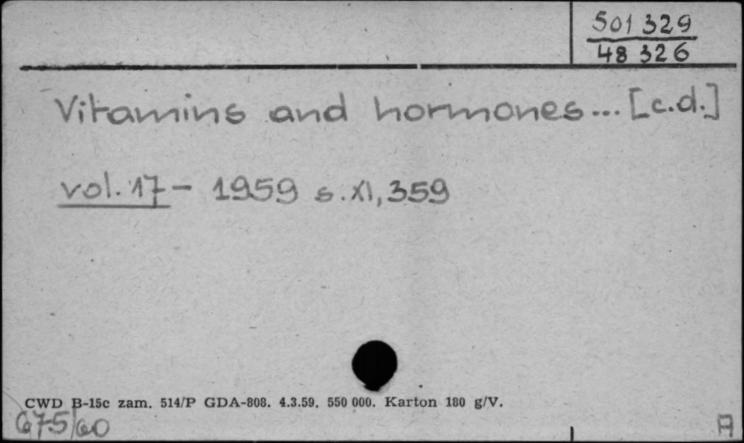 501 329
48 326
Vitamins and hormones... [c.d.]
vol. 17 - 1959 s. XI, 359
CWD B-15c zam. 514/P GDA-808. 4.3.59. 550 000. Karton 180 g/V.
675/60
A